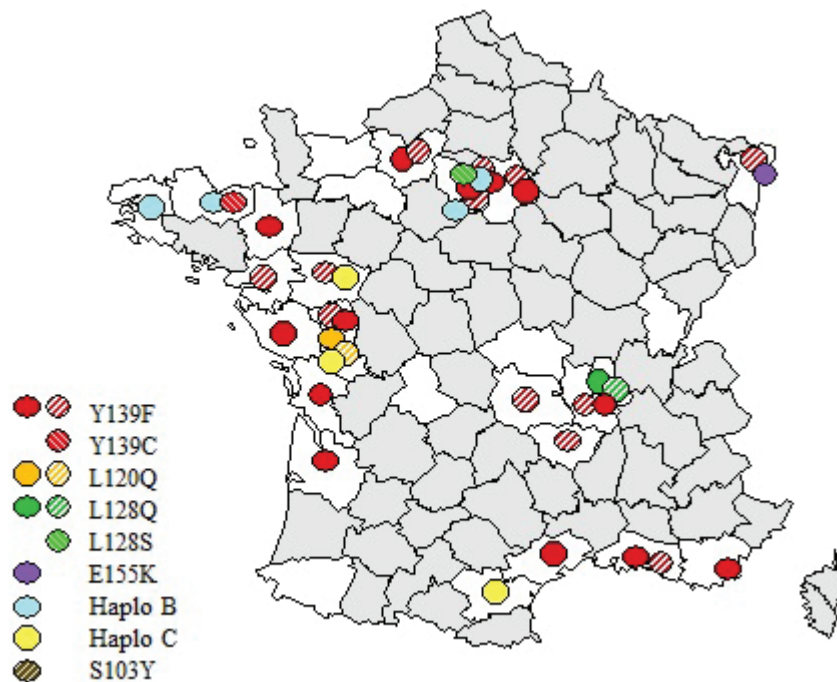 Y139F
Y139C
L120Q
L128Q
L128S
E155K
Haplo B
Haplo C
S103Y